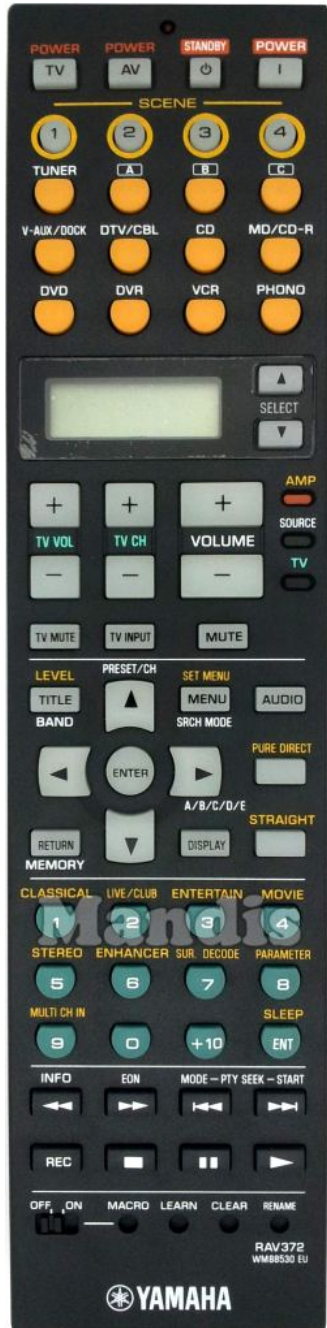 POWER POWER STANDBY POWER
TV AV I
SCENE
1 2 3 4
TUNER A B C
V-AUX/DOCK DTV/CBL CD MD/CD-R
DVD DVR VCR PHONO
SELECT
AMP
+ + +
SOURCE
TV VOL TV CH VOLUME
TV
− − −
TV MUTE TV INPUT MUTE
LEVEL PRESET/CH SET MENU
TITLE MENU AUDIO
BAND SRCH MODE
PURE DIRECT
ENTER
A/B/C/D/E
STRAIGHT
RETURN DISPLAY
MEMORY
CLASSICAL LIVE/CLUB ENTERTAIN MOVIE
1 2 3 4
Mandis
STEREO ENHANCER SUR. DECODE PARAMETER
5 6 7 8
MULTI CH IN SLEEP
9 0 +10 ENT
INFO EON MODE – PTY SEEK – START
REC
OFF ON MACRO LEARN CLEAR RENAME
RAV372
WM88530 EU
YAMAHA